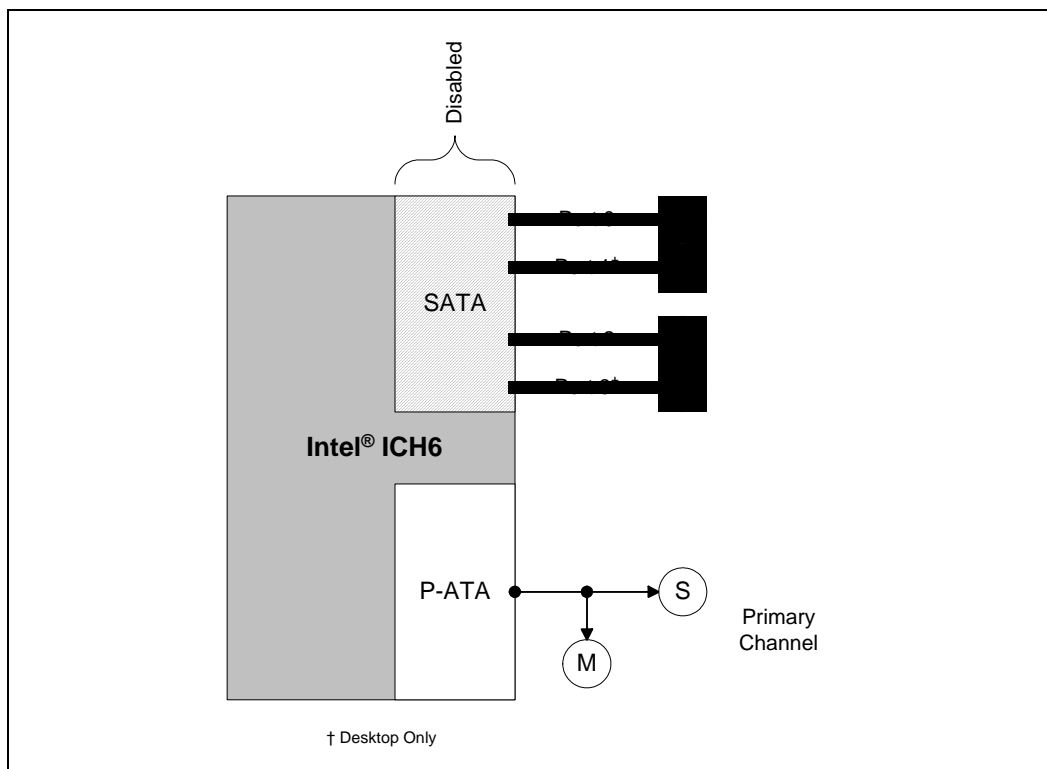 Disabled
SATA
Intel® ICH6
P-ATA
S
M
Primary
Channel
† Desktop Only